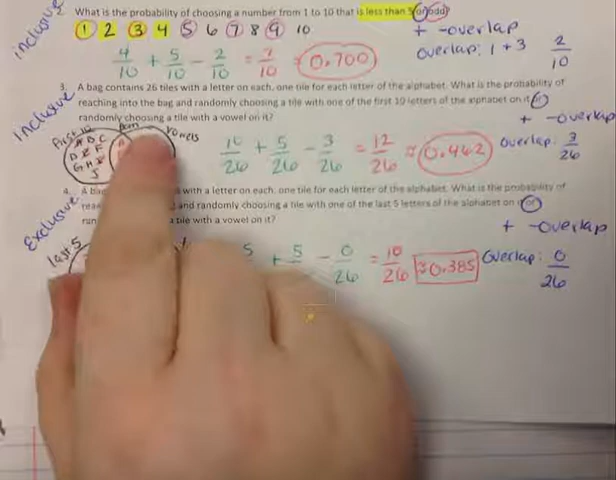 inclusive
2. What is the probability of choosing a number from 1 to 10 that is less than 5 or odd?
1 2 3 4 5 6 7 8 9 10
+ -overlap
overlap: 1 + 3 2/10
4/10 + 5/10 - 2/10 = 7/10 = 0.700
Inclusive
3. A bag contains 26 tiles with a letter on each, one tile for each letter of the alphabet. What is the probability of
reaching into the bag and randomly choosing a tile with one of the first 10 letters of the alphabet on it or
randomly choosing a tile with a vowel on it?
+ -overlap
First 10 Both Vowels
A B C
D E F
G H I
J
10/26 + 5/26 - 3/26 = 12/26 ≈ 0.462
Overlap: 3/26
Exclusive
4. A bag with a letter on each, one tile for each letter of the alphabet. What is the probability of
and randomly choosing a tile with one of the last 5 letters of the alphabet on it or
a tile with a vowel on it?
+ -overlap
last 5
5 + 5/26 - 0/26 = 10/26 ≈ 0.385
Overlap: 0/26